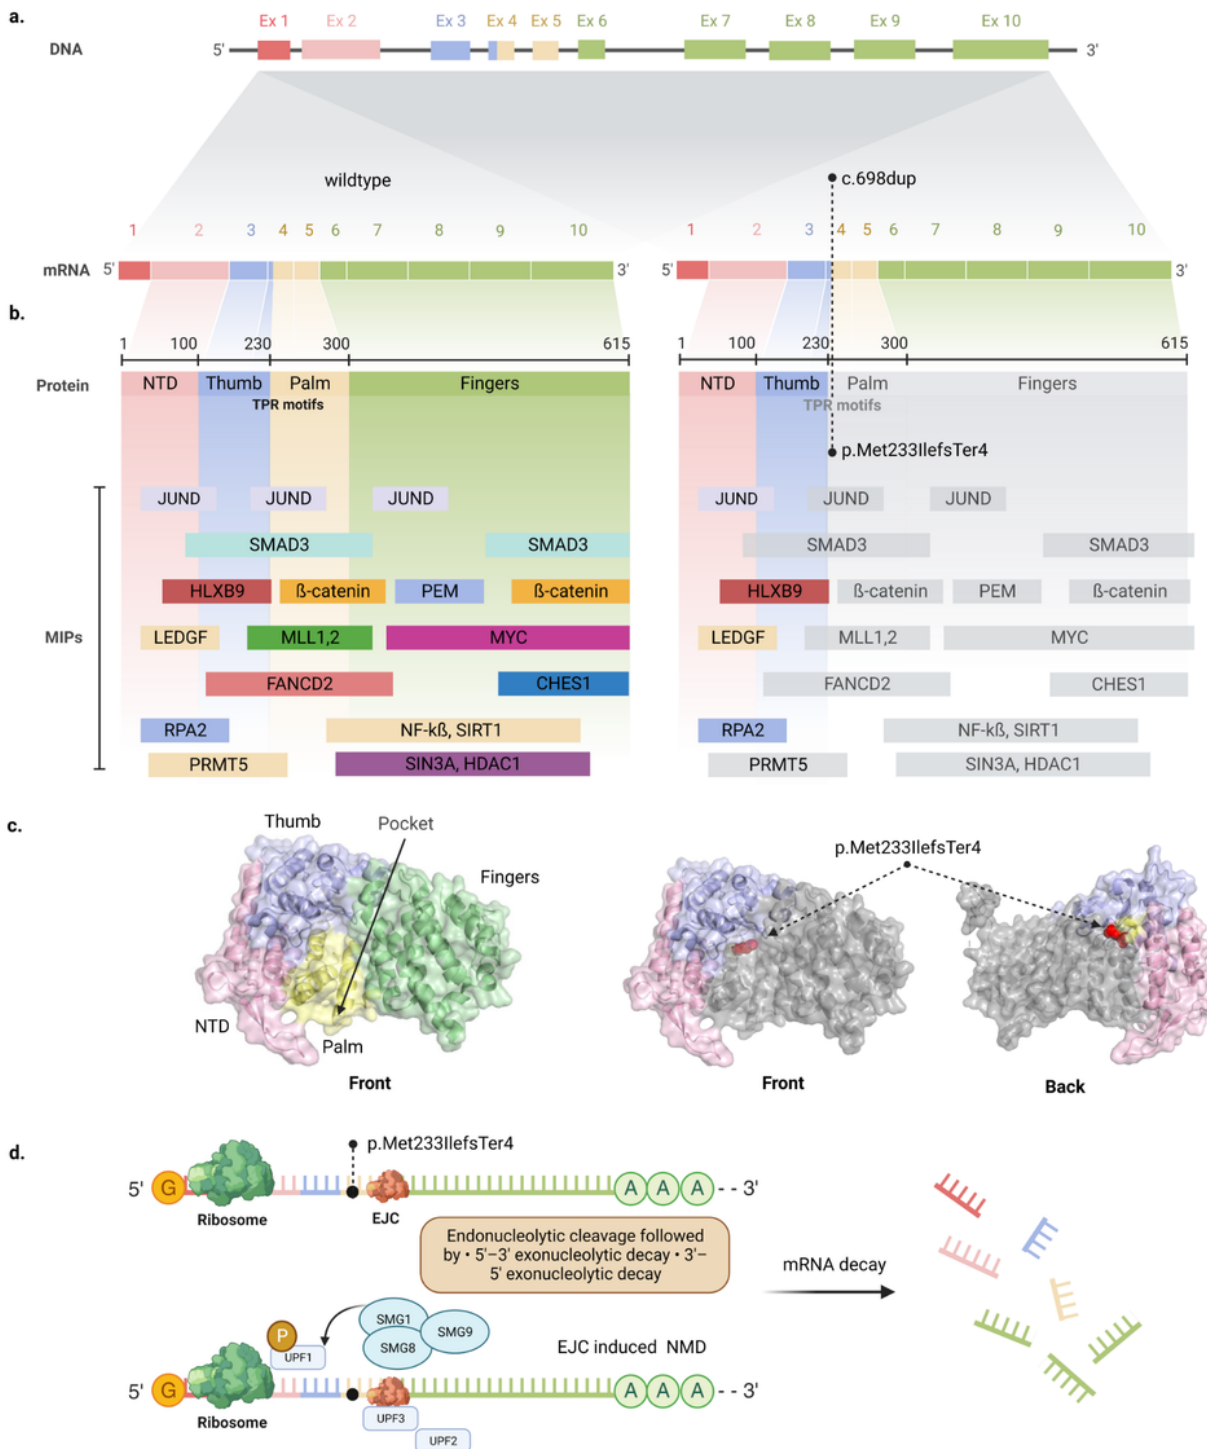 a.
Ex 1 Ex 2 Ex 3 Ex 4 Ex 5 Ex 6 Ex 7 Ex 8 Ex 9 Ex 10
DNA 5' 3'
wildtype
c.698dup
1 2 3 4 5 6 7 8 9 10
1 2 3 4 5 6 7 8 9 10
mRNA 5' 3' 5' 3'
b.
1 100 230 300 615
1 100 230 300 615
Protein NTD Thumb Palm Fingers
NTD Thumb Palm Fingers
TPR motifs
TPR motifs
p.Met233IlefsTer4
JUND JUND JUND
JUND JUND JUND
SMAD3 SMAD3
SMAD3 SMAD3
HLXB9 ß-catenin PEM ß-catenin
HLXB9 ß-catenin PEM ß-catenin
MIPs
LEDGF MLL1,2 MYC
LEDGF MLL1,2 MYC
FANCD2 CHES1
FANCD2 CHES1
RPA2 NF-kß, SIRT1
RPA2 NF-kß, SIRT1
PRMT5 SIN3A, HDAC1
PRMT5 SIN3A, HDAC1
c.
Thumb Pocket
Fingers
NTD
Palm
Front
p.Met233IlefsTer4
Front
Back
d.
p.Met233IlefsTer4
5' G A A A -- 3'
Ribosome EJC
Endonucleolytic cleavage followed
by • 5'–3' exonucleolytic decay • 3'–
5' exonucleolytic decay
mRNA decay
P
UPF1
SMG1
SMG8
SMG9
EJC induced NMD
5' G A A A -- 3'
Ribosome
UPF3
UPF2